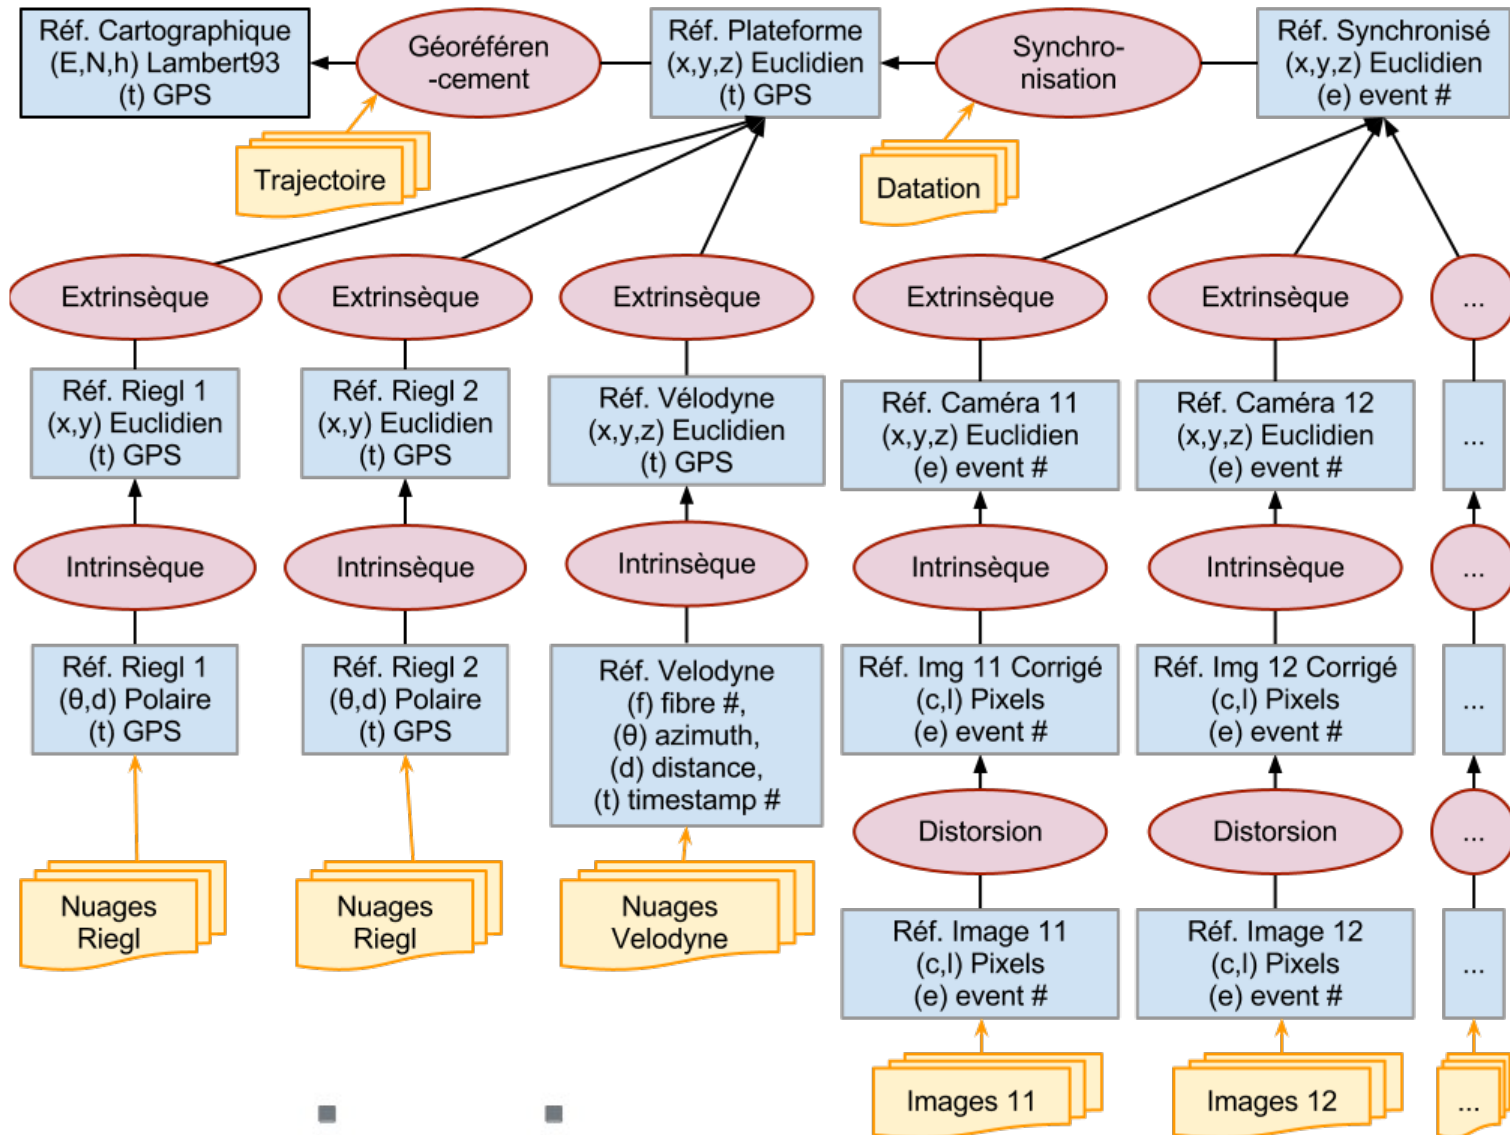 Réf. Cartographique
(E,N,h) Lambert93
(t) GPS
Géoréféren
-cement
Réf. Plateforme
(x,y,z) Euclidien
(t) GPS
Synchro-
nisation
Réf. Synchronisé
(x,y,z) Euclidien
(e) event #
Trajectoire
Datation
Extrinsèque
Extrinsèque
Extrinsèque
Extrinsèque
Extrinsèque
...
Réf. Riegl 1
(x,y) Euclidien
(t) GPS
Réf. Riegl 2
(x,y) Euclidien
(t) GPS
Réf. Vélodyne
(x,y,z) Euclidien
(t) GPS
Réf. Caméra 11
(x,y,z) Euclidien
(e) event #
Réf. Caméra 12
(x,y,z) Euclidien
(e) event #
...
Intrinsèque
Intrinsèque
Intrinsèque
Intrinsèque
Intrinsèque
...
Réf. Riegl 1
(θ,d) Polaire
(t) GPS
Réf. Riegl 2
(θ,d) Polaire
(t) GPS
Réf. Velodyne
(f) fibre #,
(θ) azimuth,
(d) distance,
(t) timestamp #
Réf. Img 11 Corrigé
(c,l) Pixels
(e) event #
Réf. Img 12 Corrigé
(c,l) Pixels
(e) event #
...
Distorsion
Distorsion
...
Nuages
Riegl
Nuages
Riegl
Nuages
Velodyne
Réf. Image 11
(c,l) Pixels
(e) event #
Réf. Image 12
(c,l) Pixels
(e) event #
...
Images 11
Images 12
...